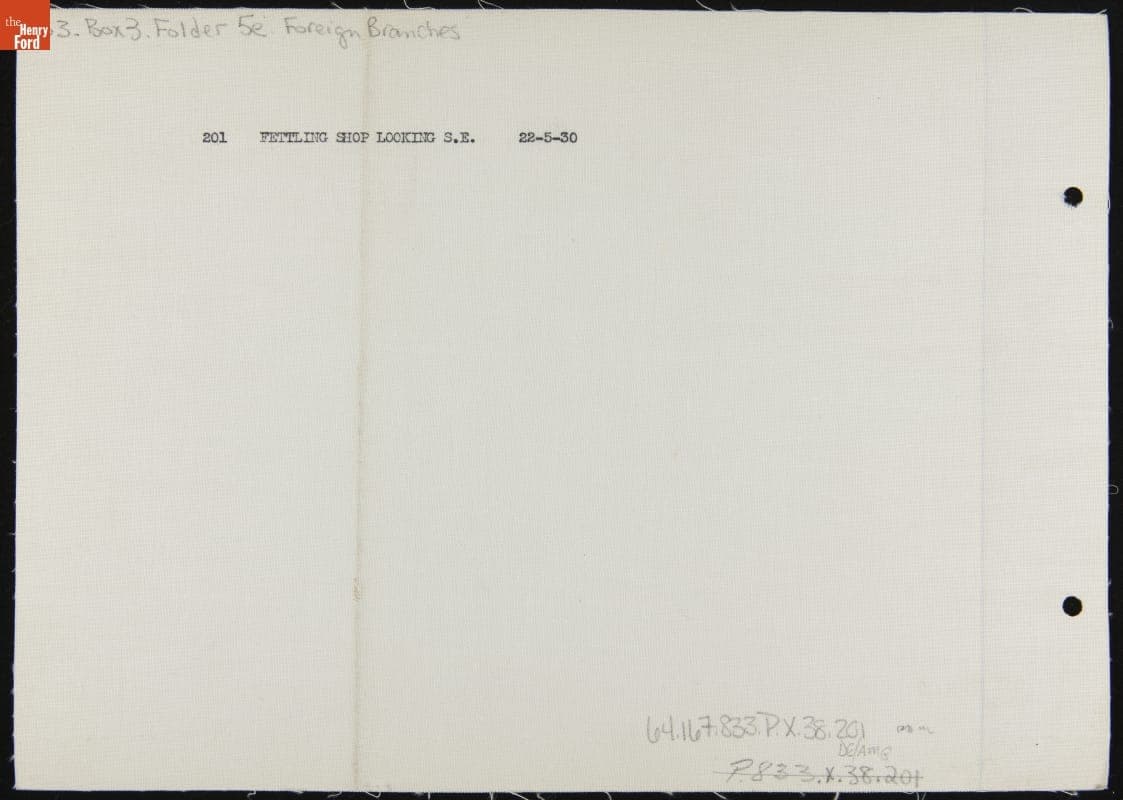 the
Henry
Ford
3. Box 3. Folder 5e Foreign Branches
201 FETTLING SHOP LOOKING S.E. 22-5-30
64.167.833.P.X.38.201
P.833.X.38.201